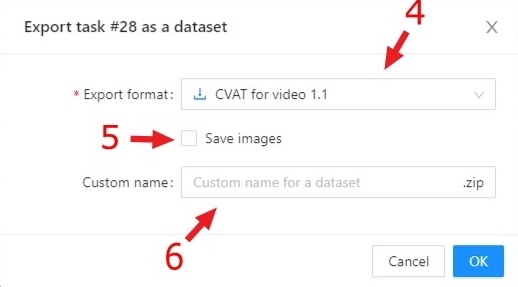 Export task #28 as a dataset
4
* Export format: CVAT for video 1.1
5 Save images
Custom name: Custom name for a dataset .zip
6
Cancel OK